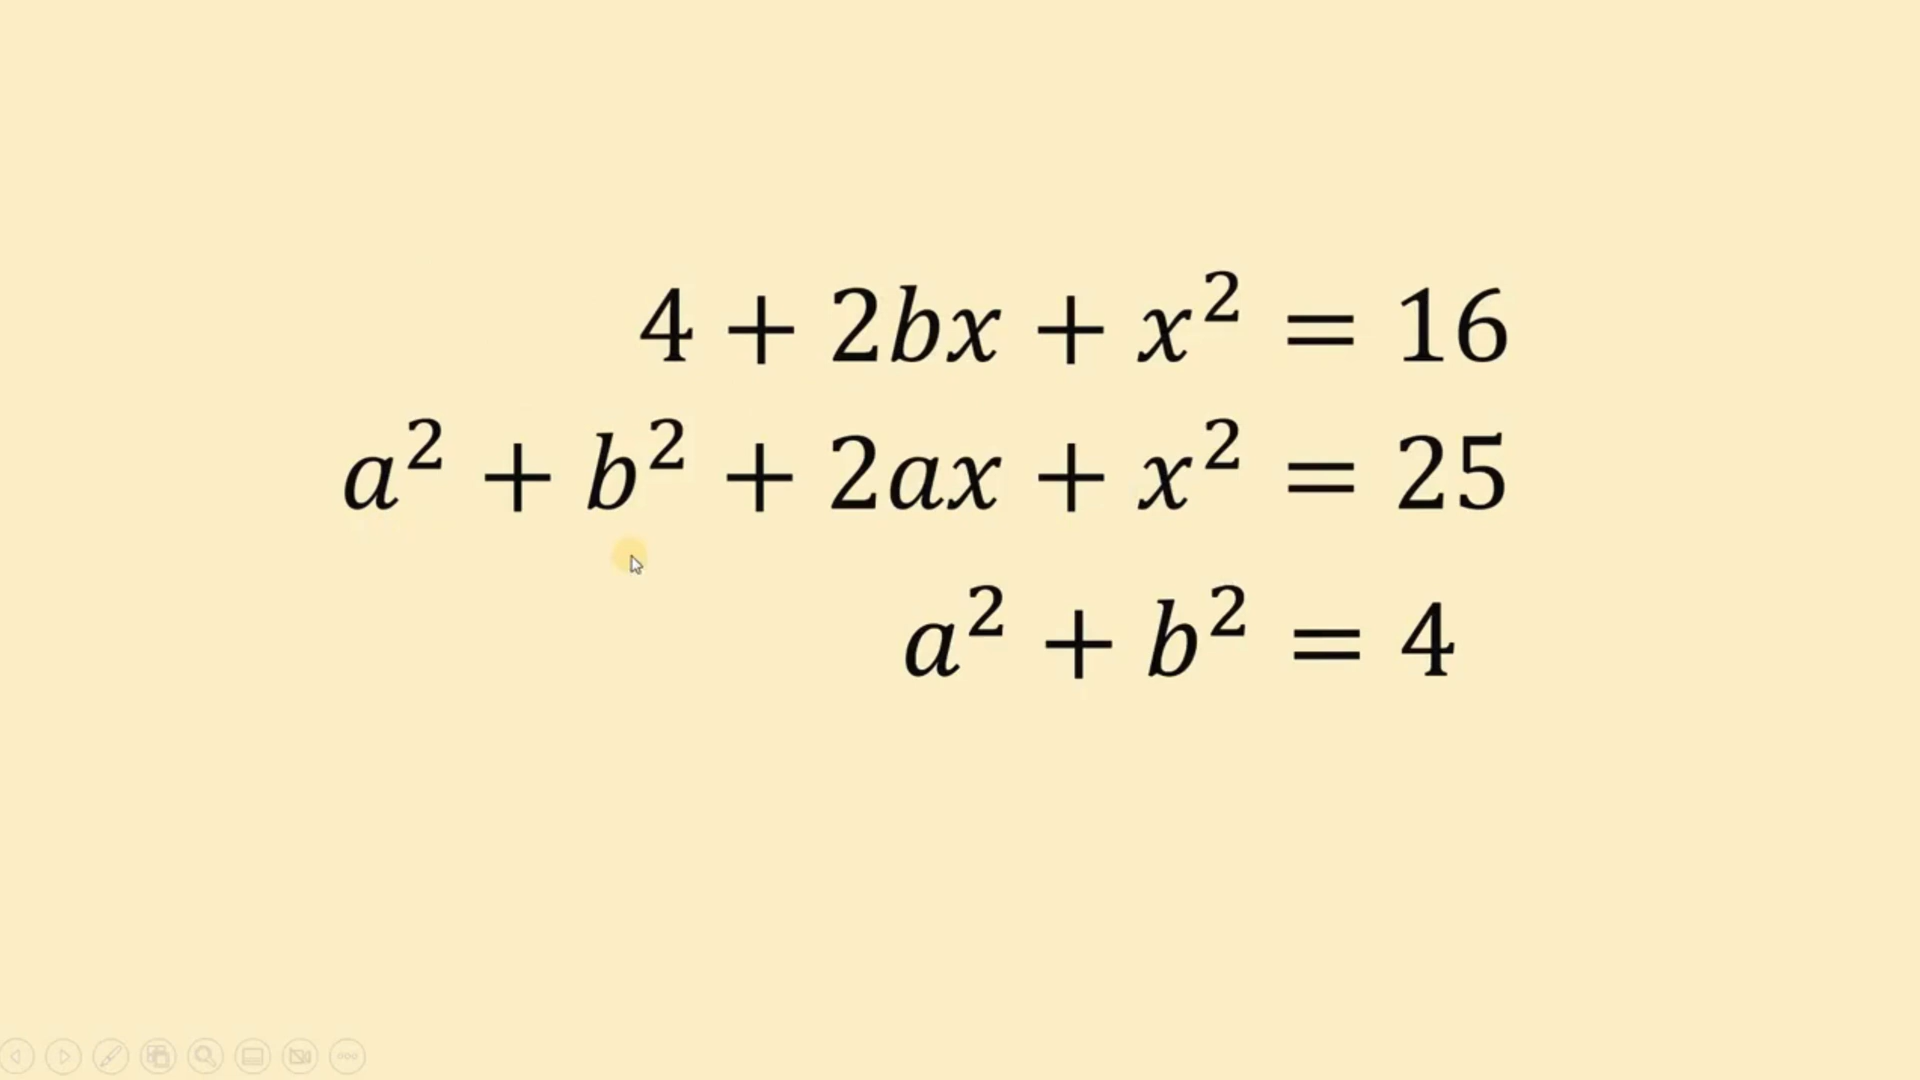 4 + 2bx + x² = 16
a² + b² + 2ax + x² = 25
a² + b² = 4